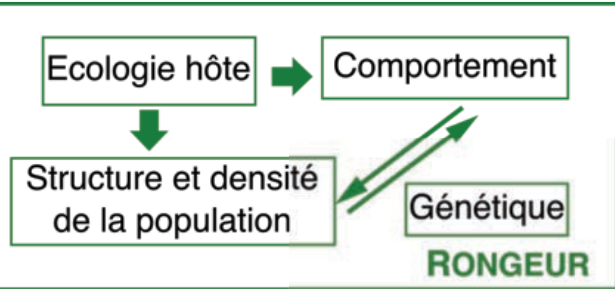 Ecologie hôte
Comportement
Structure et densité
de la population
Génétique
RONGEUR